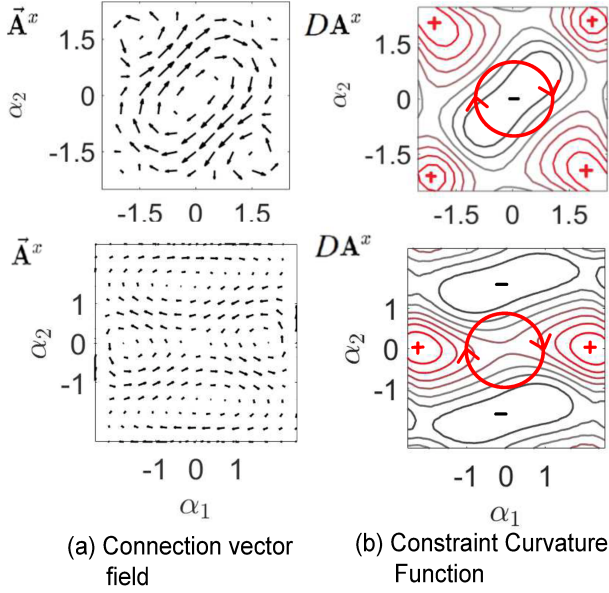 A⃗ˣ
DAˣ
1.5
0
-1.5
α₂
-1.5 0 1.5
1.5
0
-1.5
α₂
-1.5 0 1.5
+
+
-
+
+
A⃗ˣ
DAˣ
1
0
-1
α₂
-1 0 1
α₁
1
0
-1
α₂
-1 0 1
α₁
-
+
+
-
(a) Connection vector
field
(b) Constraint Curvature
Function